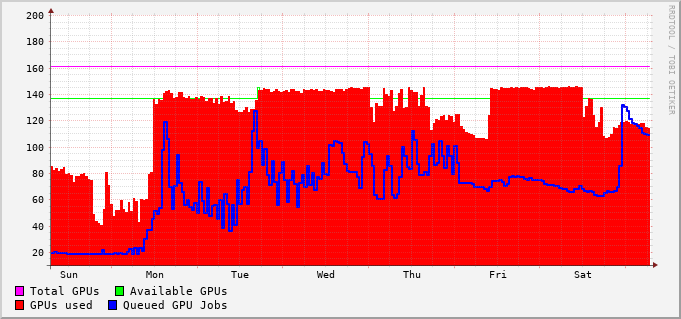 200
180
160
140
120
100
80
60
40
20
Sun Mon Tue Wed Thu Fri Sat
Total GPUs Available GPUs
GPUs used Queued GPU Jobs
RRDTOOL / TOBI OETIKER